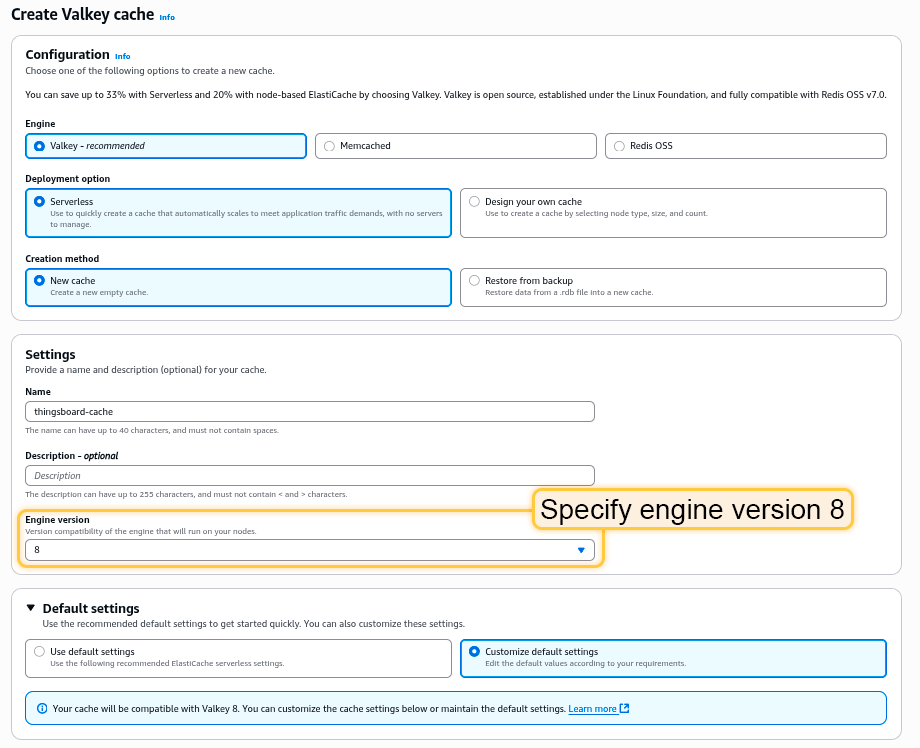 Create Valkey cache Info
Configuration Info
Choose one of the following options to create a new cache.
You can save up to 33% with Serverless and 20% with node-based ElastiCache by choosing Valkey. Valkey is open source, established under the Linux Foundation, and fully compatible with Redis OSS v7.0.
Engine
Valkey - recommended
Memcached
Redis OSS
Deployment option
Serverless
Use to quickly create a cache that automatically scales to meet application traffic demands, with no servers
to manage.
Design your own cache
Use to create a cache by selecting node type, size, and count.
Creation method
New cache
Create a new empty cache.
Restore from backup
Restore data from a .rdb file into a new cache.
Settings
Provide a name and description (optional) for your cache.
Name
thingsboard-cache
The name can have up to 40 characters, and must not contain spaces.
Description - optional
Description
The description can have up to 255 characters, and must not contain < and > characters.
Specify engine version 8
Engine version
Version compatibility of the engine that will run on your nodes.
8
Default settings
Use the recommended default settings to get started quickly. You can also customize these settings.
Use default settings
Use the following recommended ElastiCache serverless settings.
Customize default settings
Edit the default values according to your requirements.
Your cache will be compatible with Valkey 8. You can customize the cache settings below or maintain the default settings. Learn more